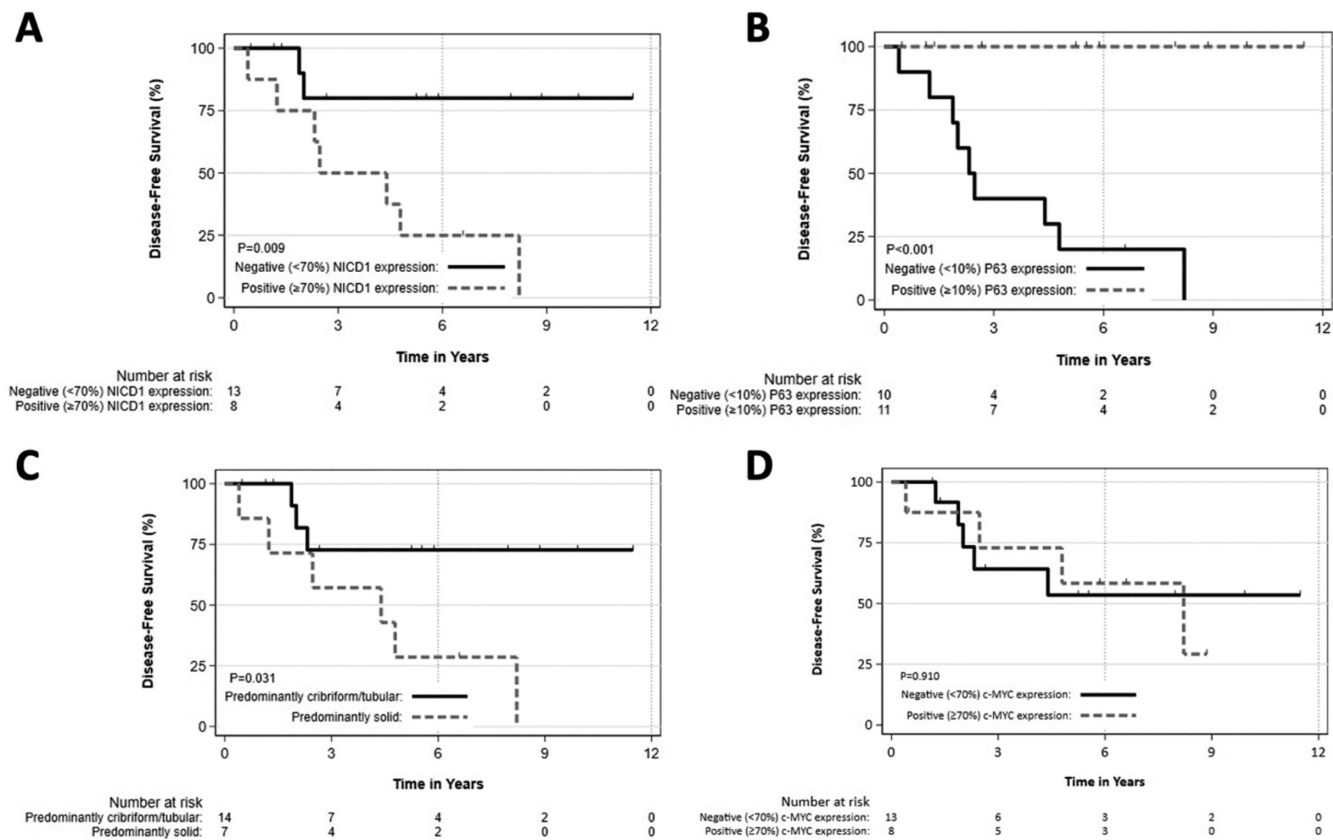 A
100
75
50
25
0
Disease-Free Survival (%)
P=0.009
Negative (<70%) NICD1 expression:
Positive (≥70%) NICD1 expression:
0 3 6 9 12
Time in Years
Number at risk
Negative (<70%) NICD1 expression: 13 7 4 2 0
Positive (≥70%) NICD1 expression: 8 4 2 0 0
B
100
75
50
25
0
Disease-Free Survival (%)
P<0.001
Negative (<10%) P63 expression:
Positive (≥10%) P63 expression:
0 3 6 9 12
Time in Years
Number at risk
Negative (<10%) P63 expression: 10 4 2 0 0
Positive (≥10%) P63 expression: 11 7 4 2 0
C
100
75
50
25
0
Disease-Free Survival (%)
P=0.031
Predominantly cribriform/tubular:
Predominantly solid:
0 3 6 9 12
Time in Years
Number at risk
Predominantly cribriform/tubular: 14 7 4 2 0
Predominantly solid: 7 4 2 0 0
D
100
75
50
25
0
Disease-Free Survival (%)
P=0.910
Negative (<70%) c-MYC expression:
Positive (≥70%) c-MYC expression:
0 3 6 9 12
Time in Years
Number at risk
Negative (<70%) c-MYC expression: 13 6 3 2 0
Positive (≥70%) c-MYC expression: 8 5 3 0 0